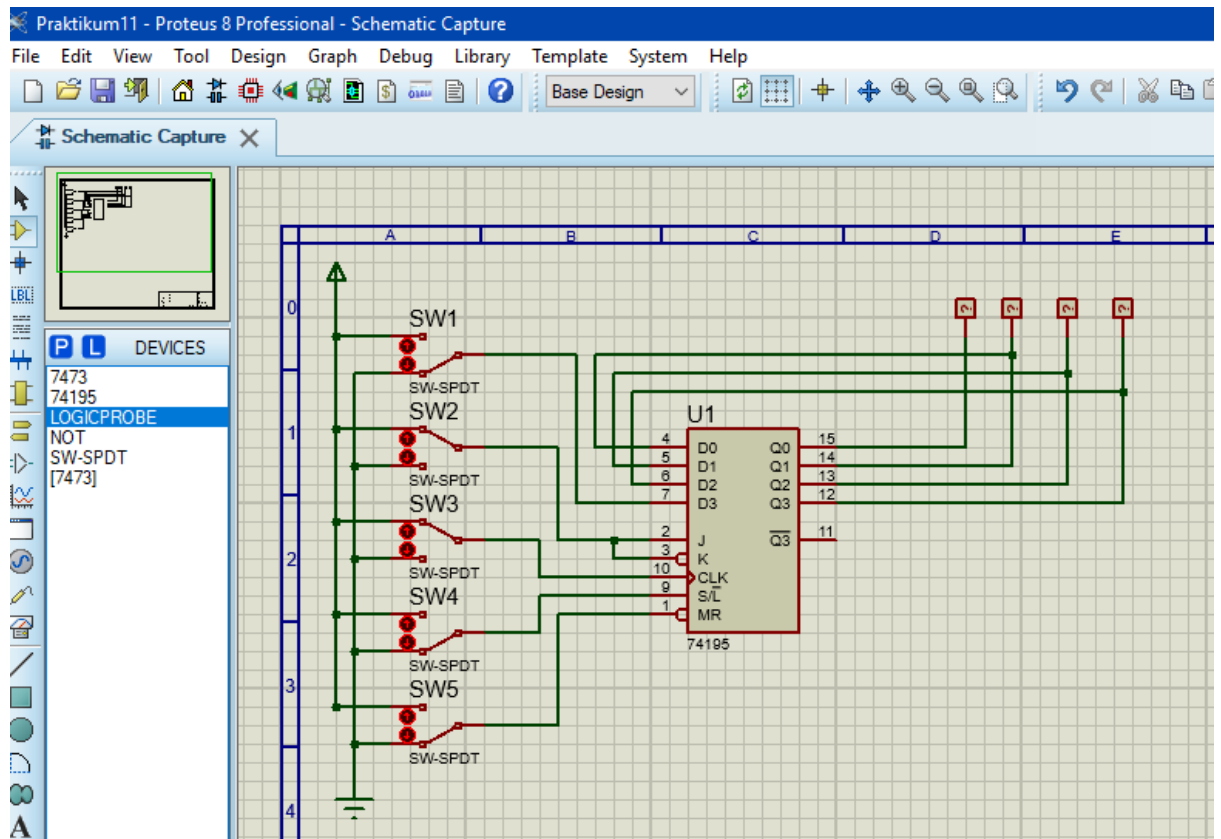 Praktikum11 - Proteus 8 Professional - Schematic Capture
File Edit View Tool Design Graph Debug Library Template System Help
Base Design
Schematic Capture
P L DEVICES
7473
74195
LOGICPROBE
NOT
SW-SPDT
[7473]
LBL
A
A B C D E
0
1
2
3
4
SW1
SW-SPDT
SW2
SW-SPDT
SW3
SW-SPDT
SW4
SW-SPDT
SW5
SW-SPDT
? ? ? ?
U1
4 D0 Q0 15
5 D1 Q1 14
6 D2 Q2 13
7 D3 Q3 12
2 J Q3 11
3 K
10 CLK
9 S/L
1 MR
74195